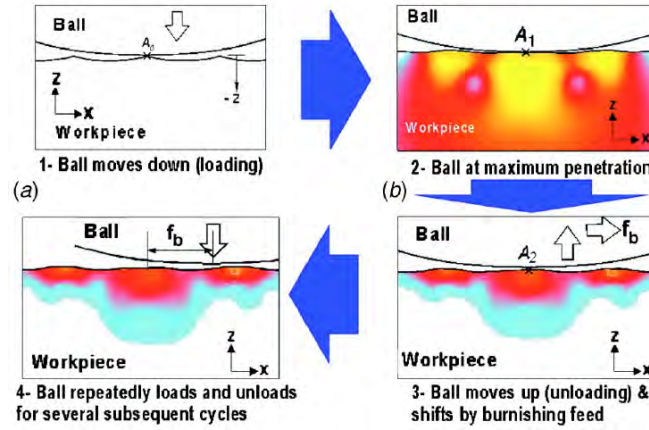 Ball
A₀
Z
X
- z
Workpiece
1- Ball moves down (loading)
Ball
A₁
Workpiece
z
x
2- Ball at maximum penetration
(a)
(b)
Ball
f_b
A₂
Workpiece
z
x
3- Ball moves up (unloading) &
shifts by burnishing feed
Ball
f_b
Workpiece
z
x
4- Ball repeatedly loads and unloads
for several subsequent cycles